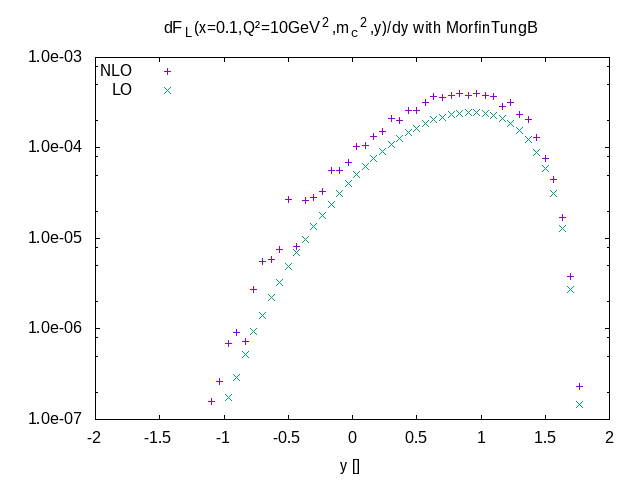 dF_L(x=0.1,Q²=10GeV²,m_c²,y)/dy with MorfinTungB
1.0e-03
NLO
LO
1.0e-04
1.0e-05
1.0e-06
1.0e-07
-2 -1.5 -1 -0.5 0 0.5 1 1.5 2
y []